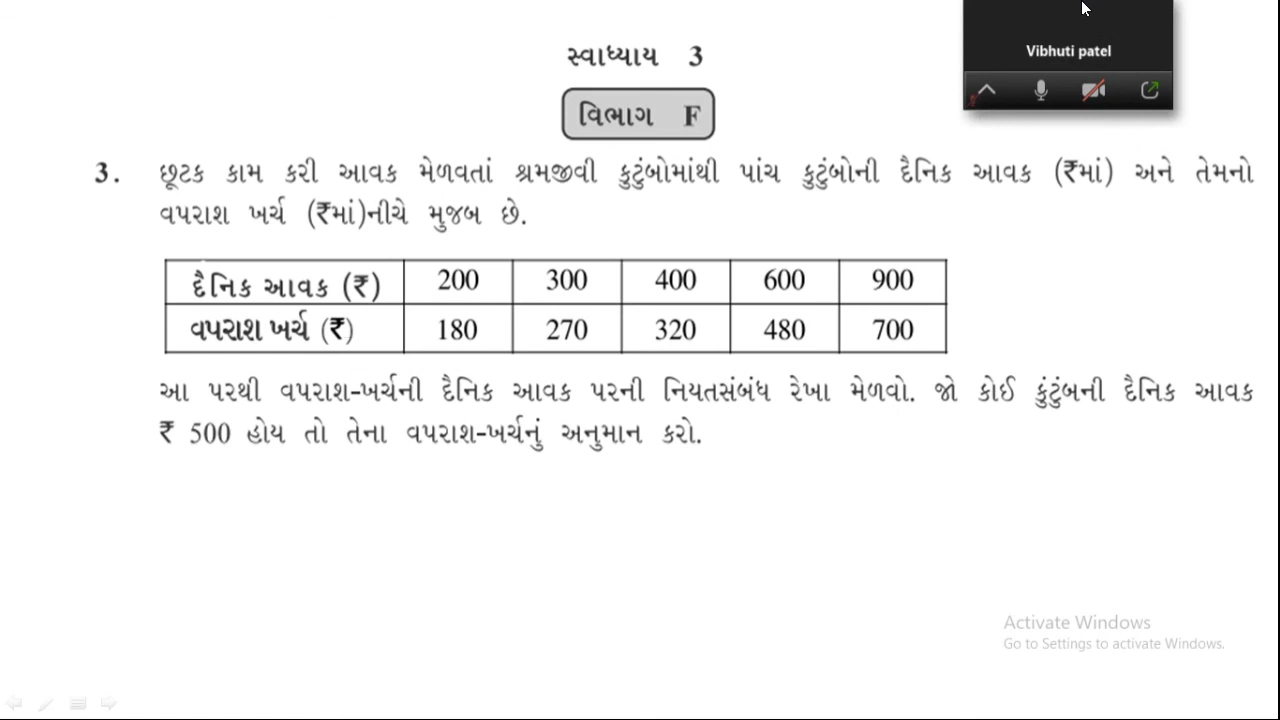 Vibhuti patel
સ્વાધ્યાય 3
વિભાગ F
3. છૂટક કામ કરી આવક મેળવતાં શ્રમજીવી કુટુંબોમાંથી પાંચ કુટુંબોની દૈનિક આવક (₹માં) અને તેમનો
વપરાશ ખર્ચ (₹માં)નીચે મુજબ છે.
દૈનિક આવક (₹) 200 300 400 600 900
વપરાશ ખર્ચ (₹) 180 270 320 480 700
આ પરથી વપરાશ-ખર્ચની દૈનિક આવક પરની નિયતસંબંધ રેખા મેળવો. જો કોઈ કુંટુંબની દૈનિક આવક
₹ 500 હોય તો તેના વપરાશ-ખર્ચનું અનુમાન કરો.
Activate Windows
Go to Settings to activate Windows.